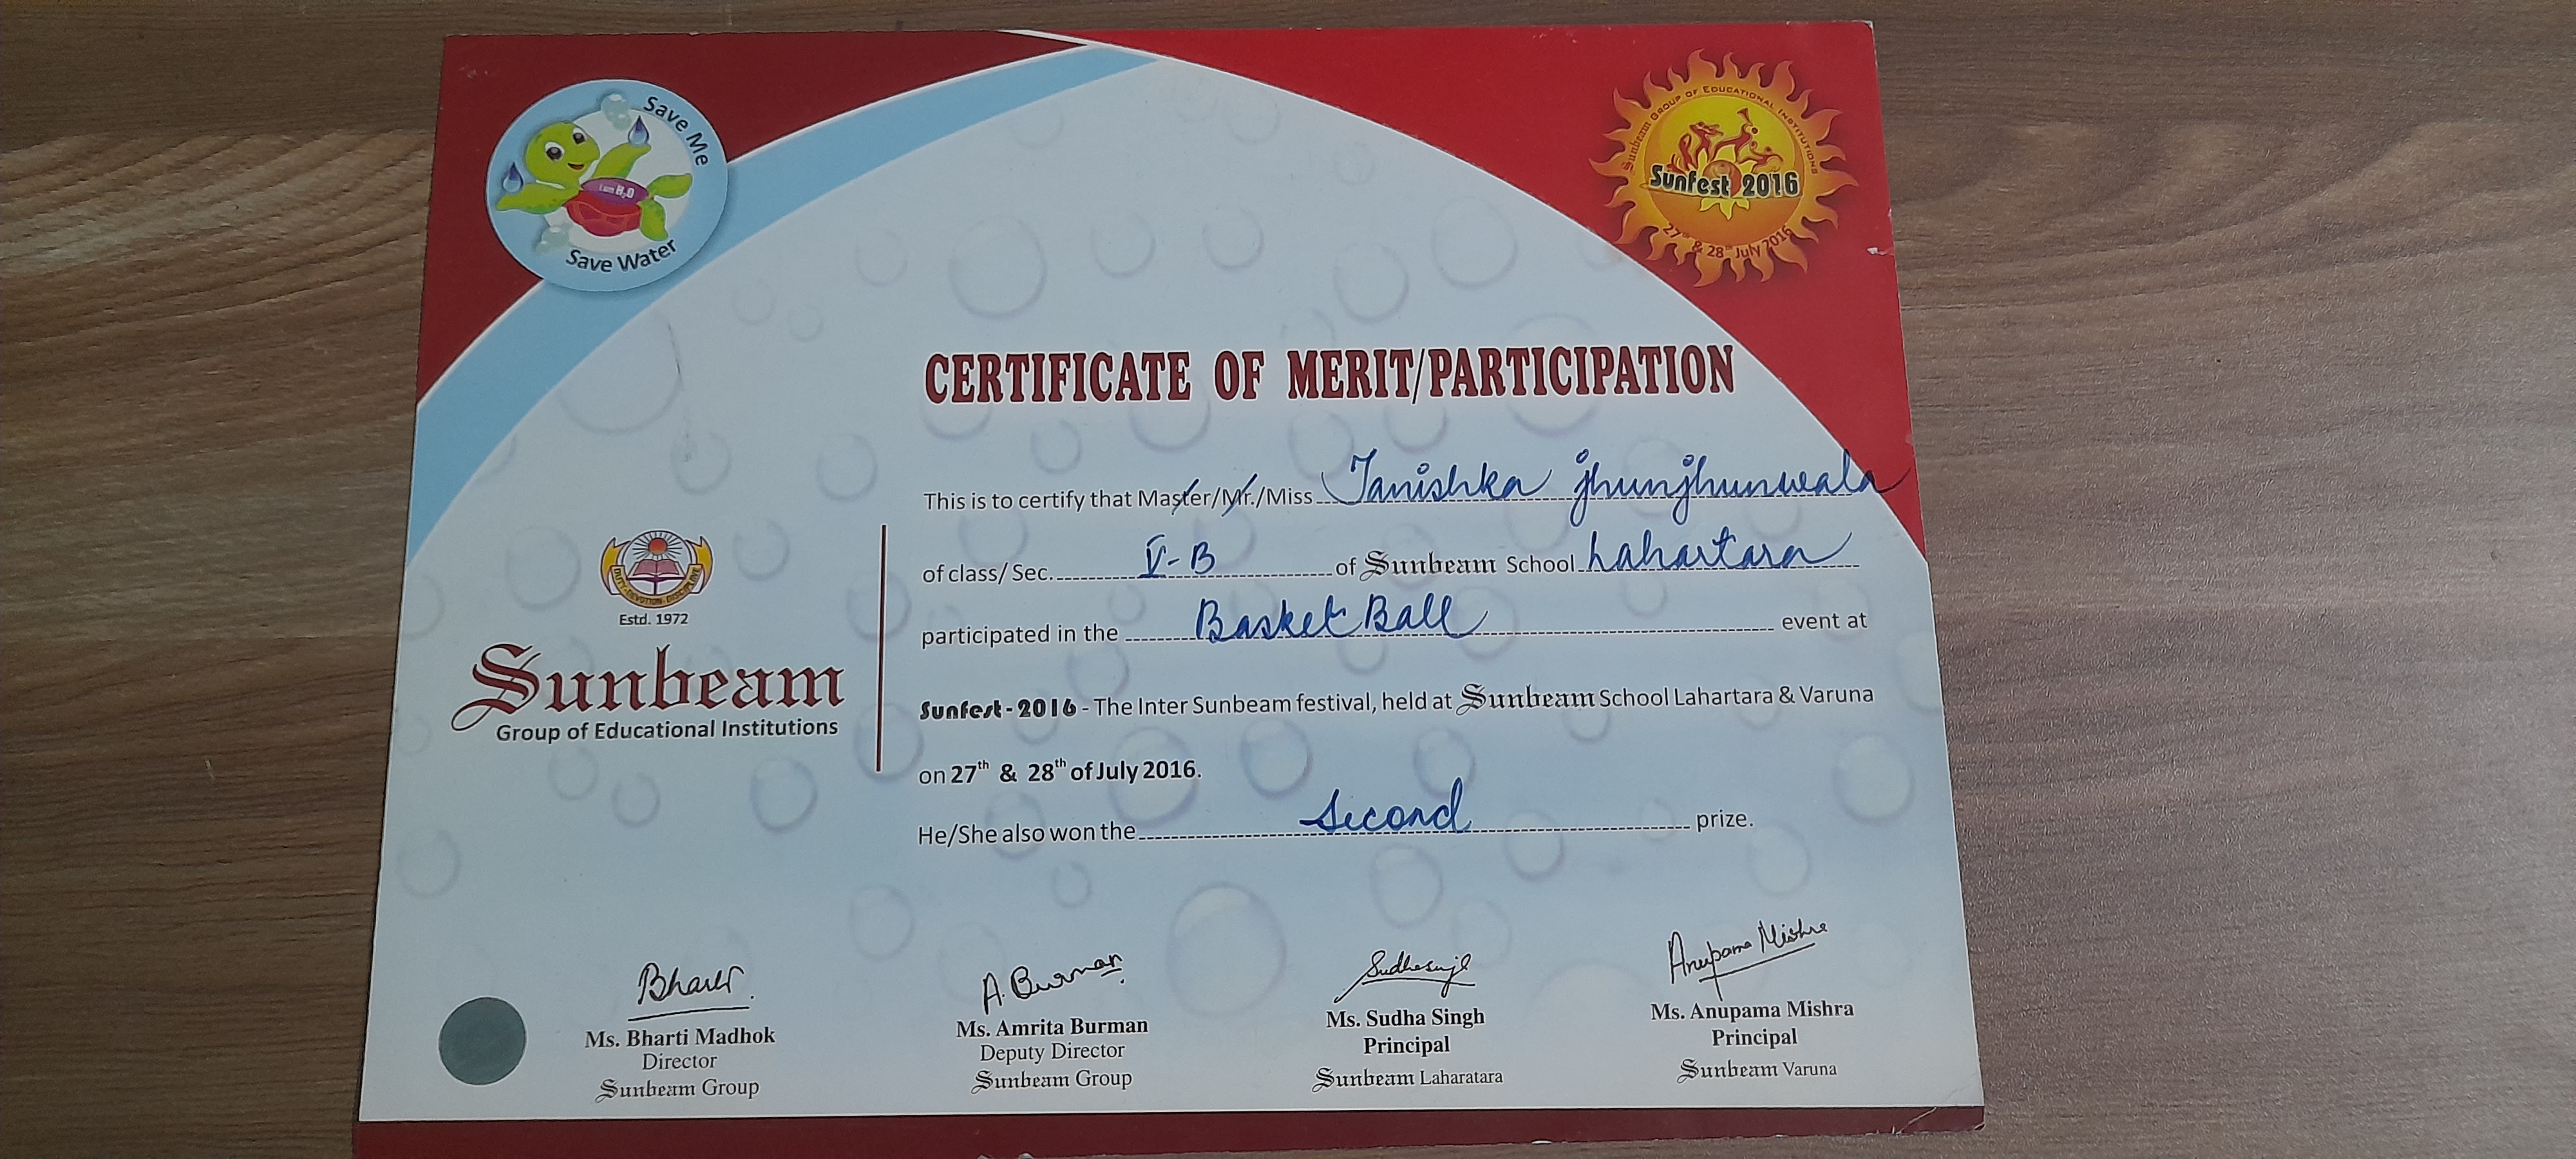 Save Me
I am H₂O
Save Water
Sunbeam Group of Educational Institutions
Sunfest 2016
27th & 28th July 2016
CERTIFICATE OF MERIT/PARTICIPATION
This is to certify that Master/Mr./Miss Tanishka jhunjhunwala
of class/ Sec. V-B of Sunbeam School Lahartara
participated in the Basket Ball event at
Sunfest - 2016 - The Inter Sunbeam festival, held at Sunbeam School Lahartara & Varuna
on 27th & 28th of July 2016.
He/She also won the Second prize.
DUTY DEVOTION DISCIPLINE
Estd. 1972
Sunbeam
Group of Educational Institutions
Bharti
Ms. Bharti Madhok
Director
Sunbeam Group
A. Burman
Ms. Amrita Burman
Deputy Director
Sunbeam Group
Ms. Sudha Singh
Principal
Sunbeam Laharatara
Anupama Mishra
Ms. Anupama Mishra
Principal
Sunbeam Varuna